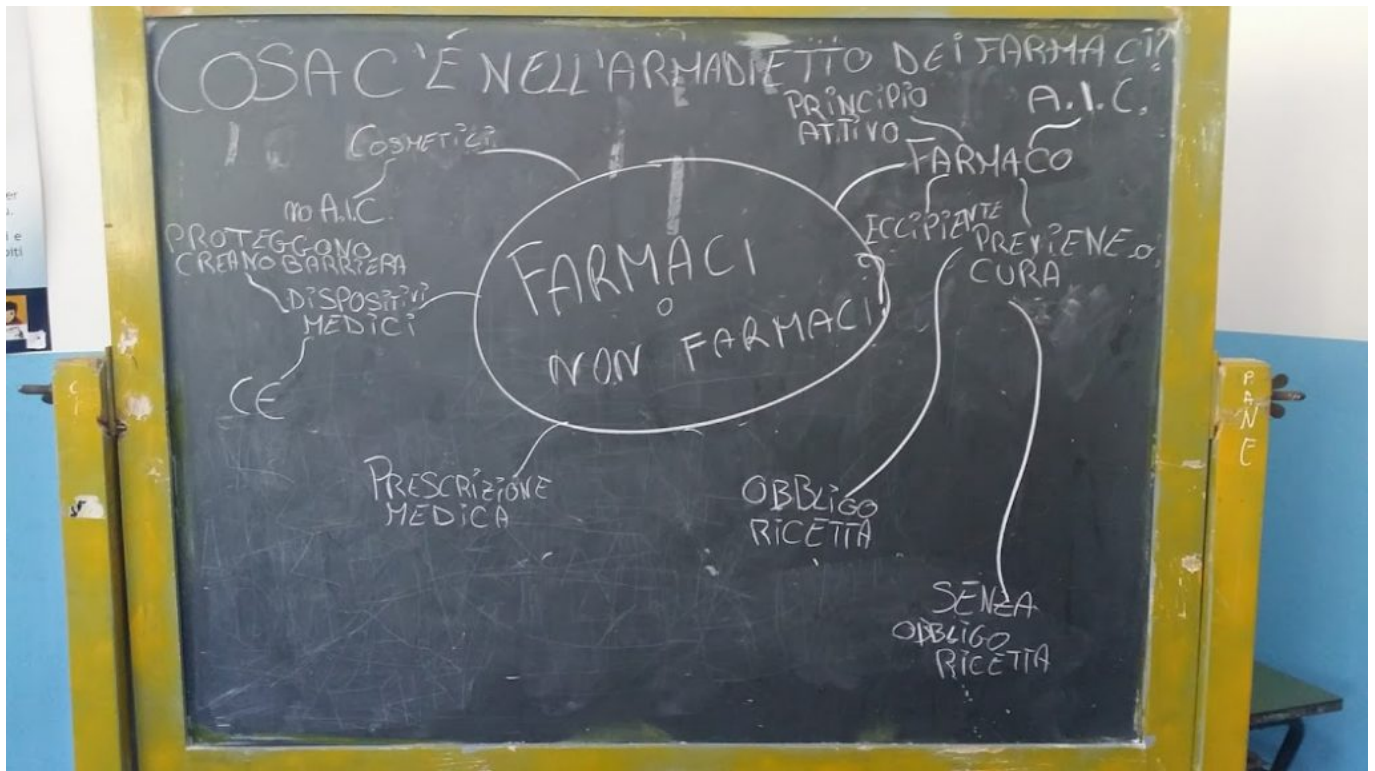 COSA C'È NELL'ARMADIETTO DEI FARMACI?
PRINCIPIO
ATTIVO
A.I.C.
COSMETICI
FARMACO
no A.I.C.
ECCIPIENTE
PREVIENE o
CURA
PROTEGGONO
CREANO BARRIERA
DISPOSITIVI
MEDICI
CE
FARMACI
O
NON FARMACI?
PRESCRIZIONE
MEDICA
OBBLIGO
RICETTA
SENZA
OBBLIGO
RICETTA
CI
PANE